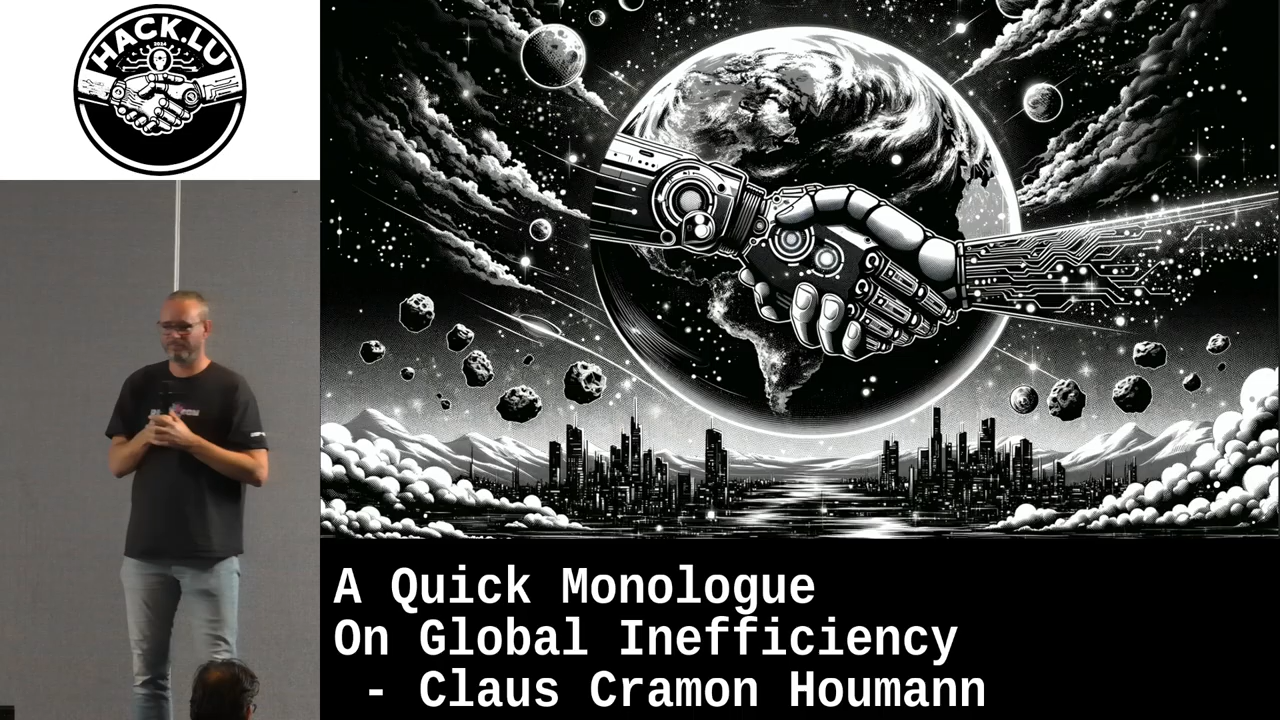 HACK.LU
2024
A Quick Monologue
On Global Inefficiency
- Claus Cramon Houmann